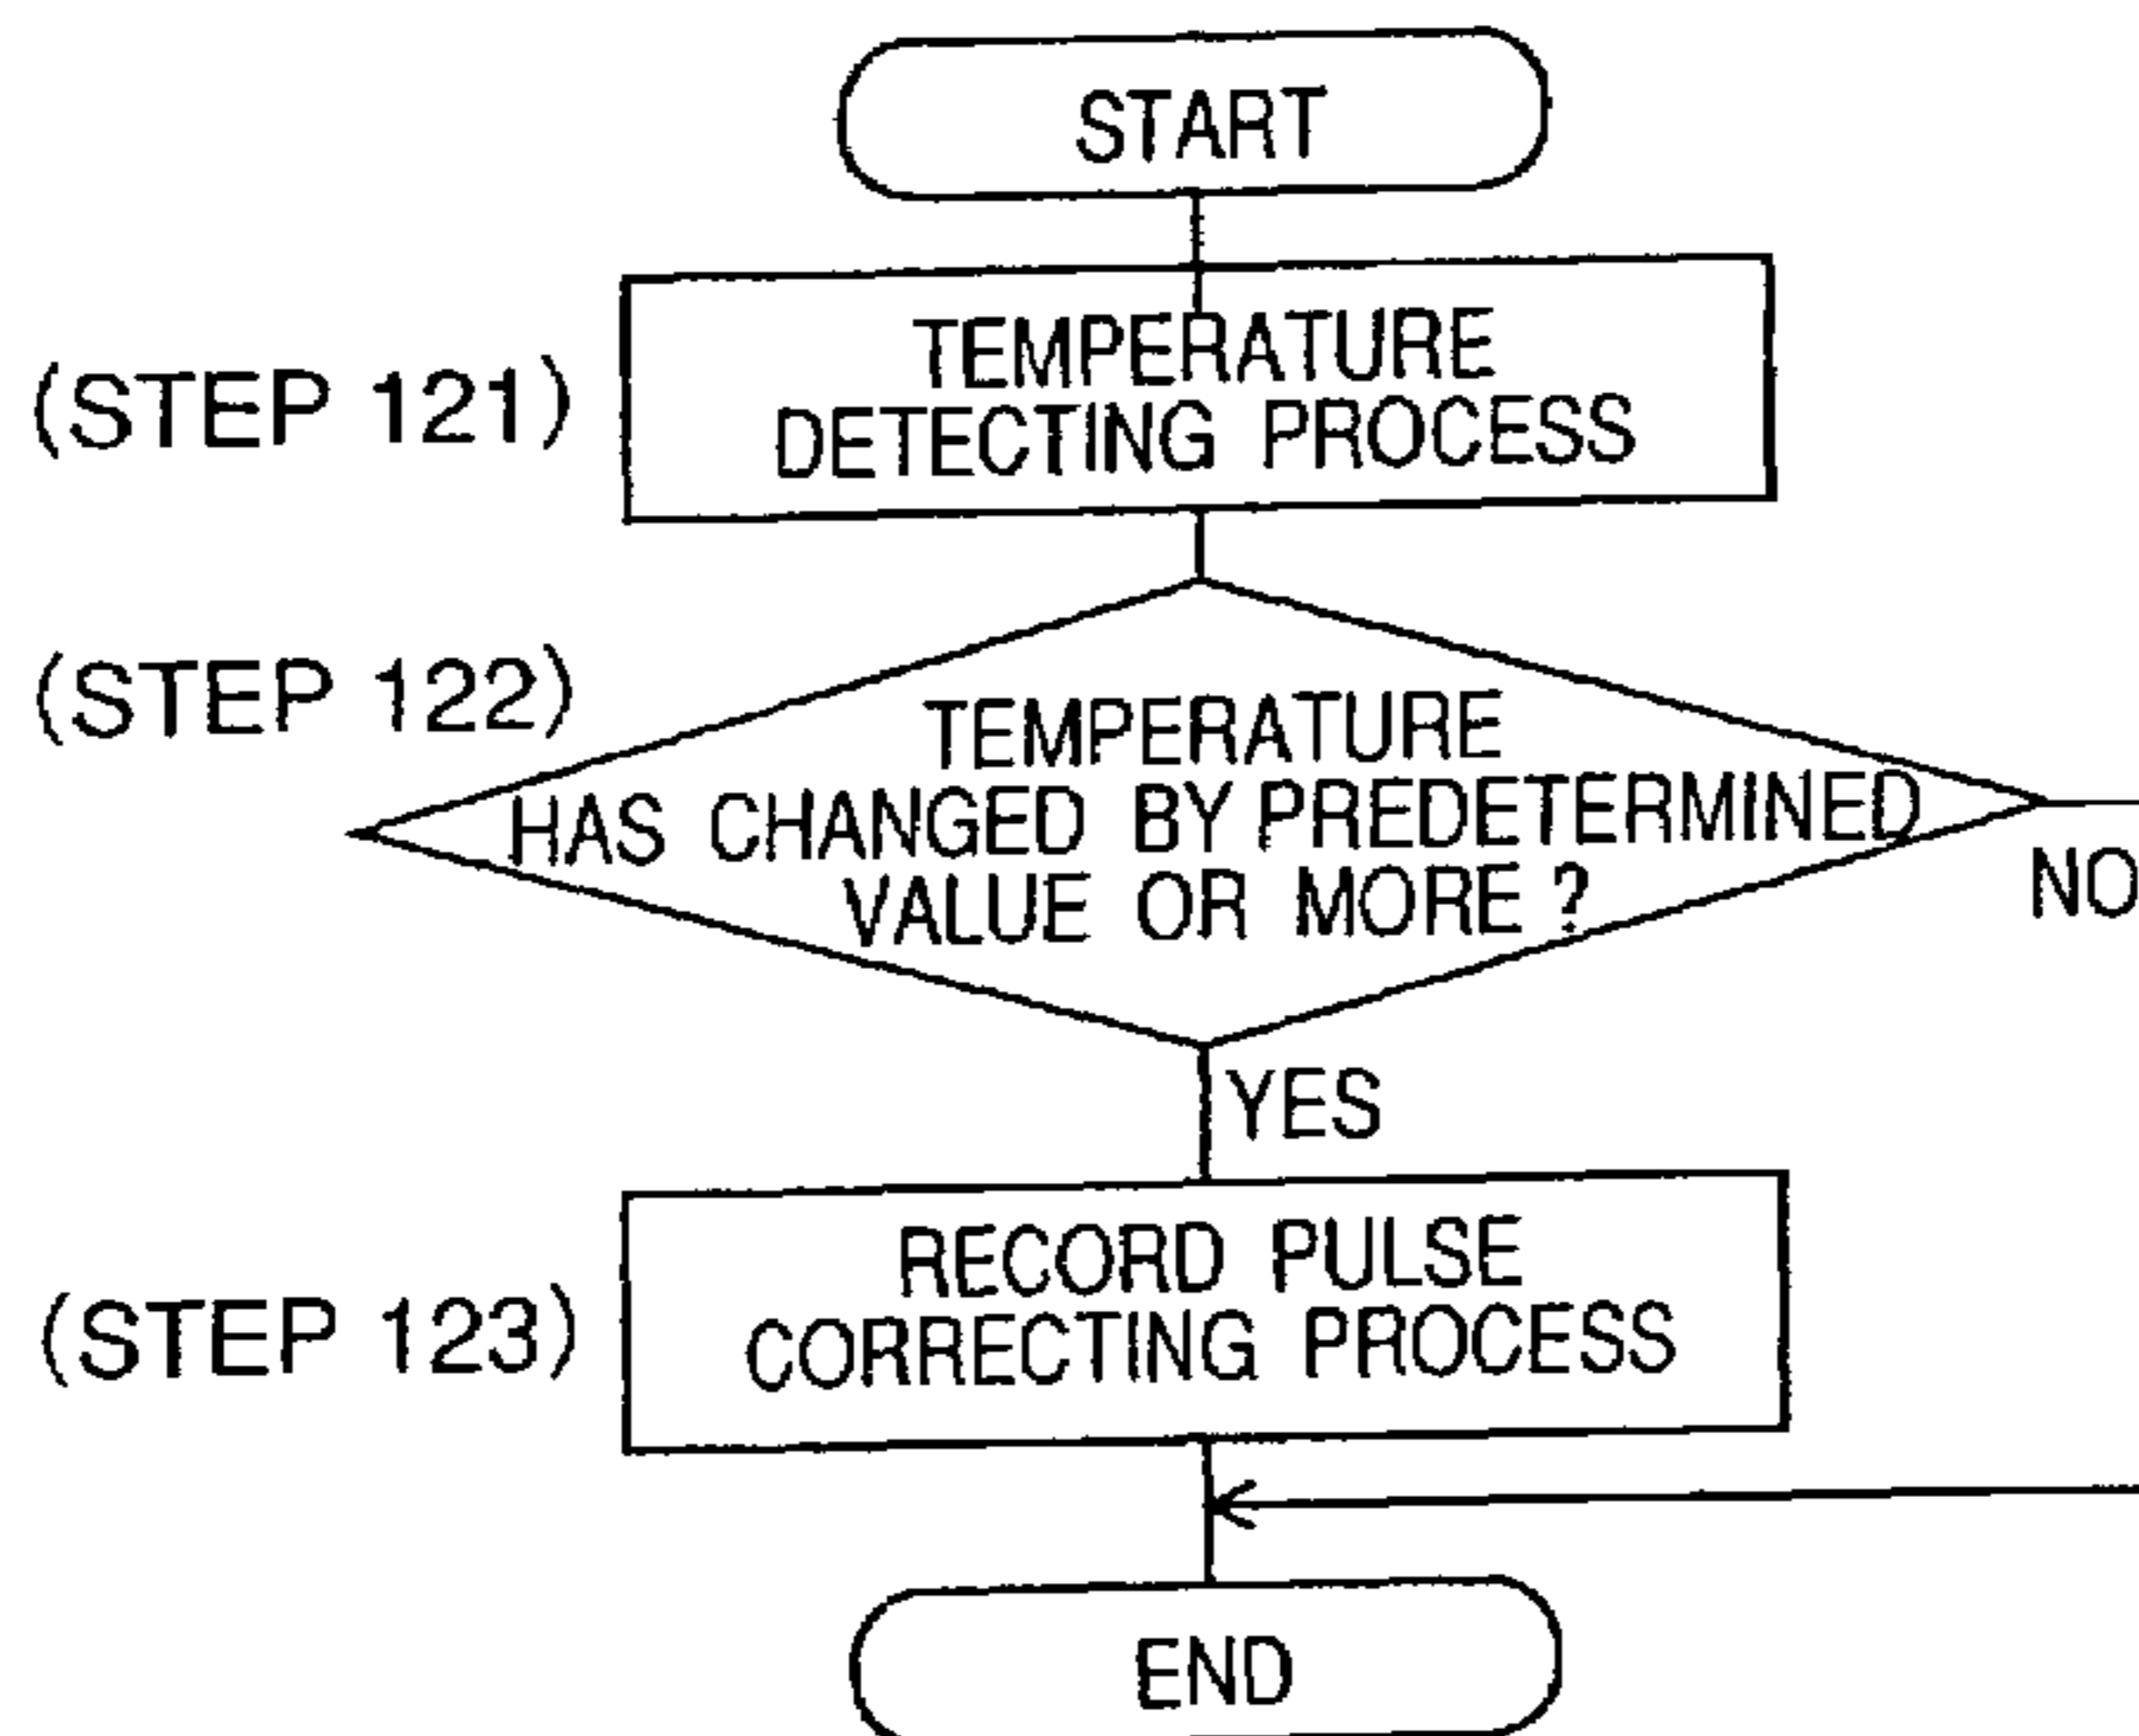 START
(STEP 121)
TEMPERATURE
DETECTING PROCESS
(STEP 122)
TEMPERATURE
HAS CHANGED BY PREDETERMINED
VALUE OR MORE ?
NO
YES
(STEP 123)
RECORD PULSE
CORRECTING PROCESS
END